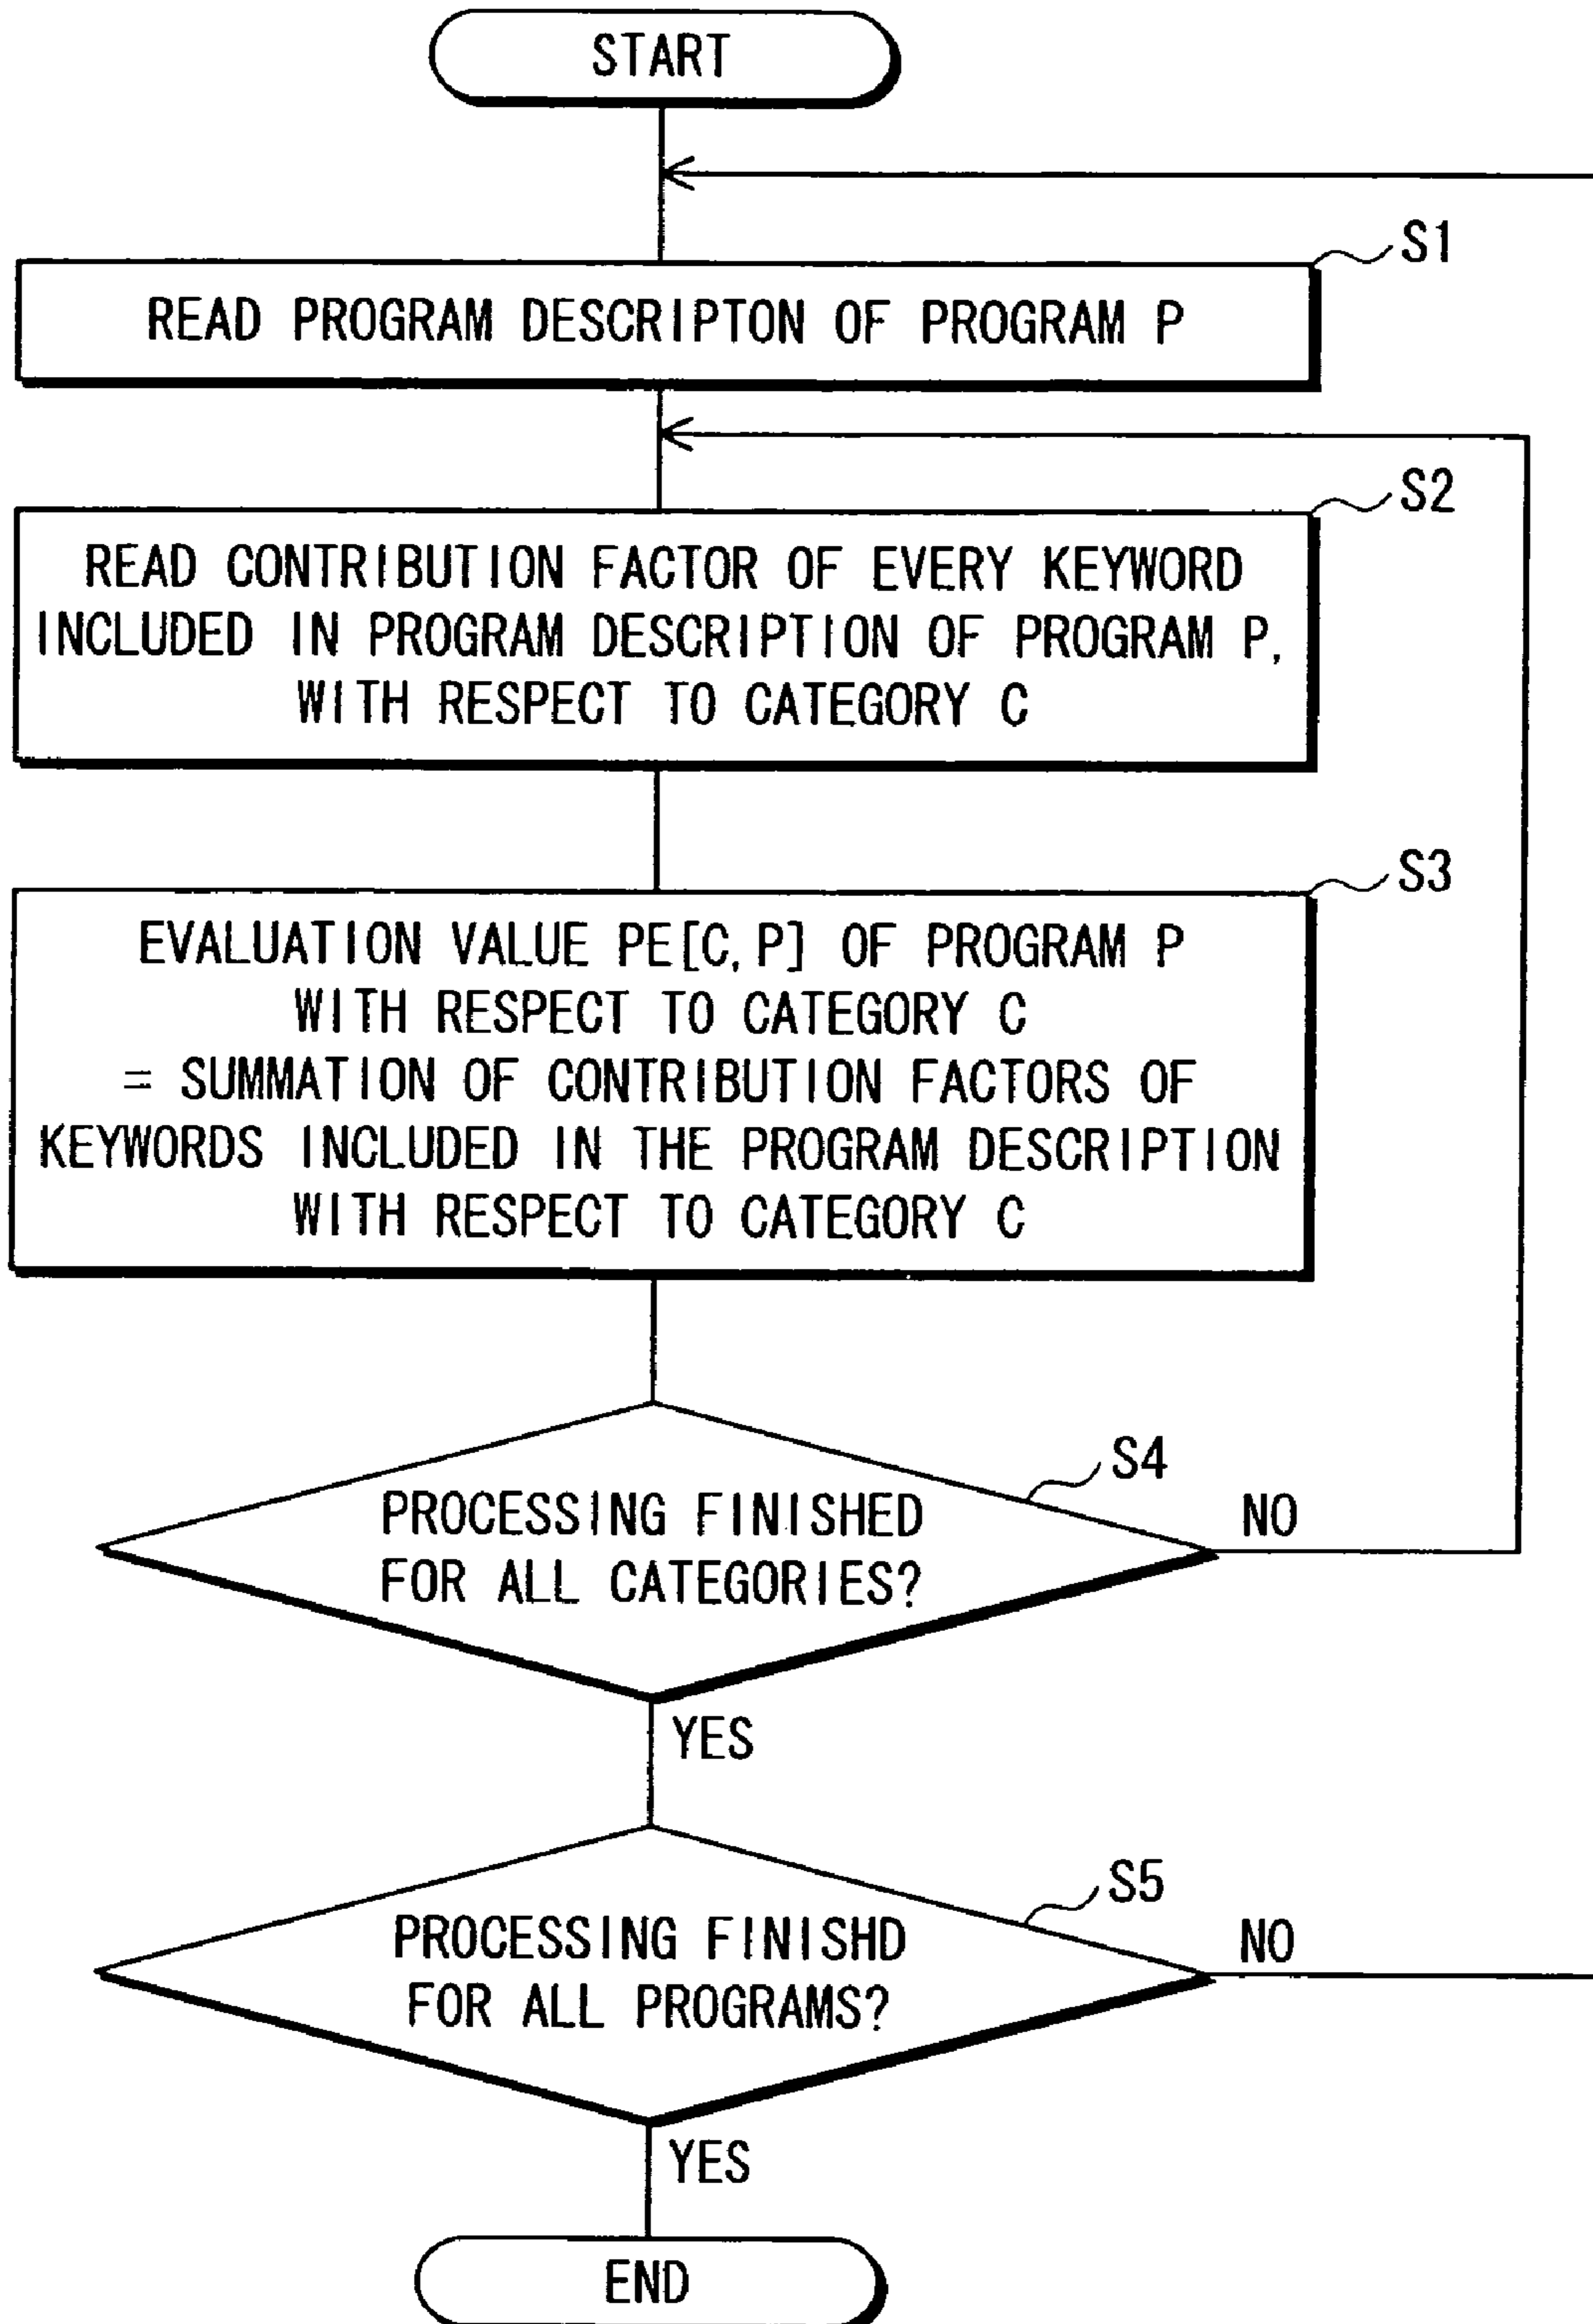 START
S1
READ PROGRAM DESCRIPTON OF PROGRAM P
S2
READ CONTRIBUTION FACTOR OF EVERY KEYWORD
INCLUDED IN PROGRAM DESCRIPTION OF PROGRAM P,
WITH RESPECT TO CATEGORY C
S3
EVALUATION VALUE PE[C,P] OF PROGRAM P
WITH RESPECT TO CATEGORY C
= SUMMATION OF CONTRIBUTION FACTORS OF
KEYWORDS INCLUDED IN THE PROGRAM DESCRIPTION
WITH RESPECT TO CATEGORY C
S4
PROCESSING FINISHED
FOR ALL CATEGORIES?
NO
YES
S5
PROCESSING FINISHD
FOR ALL PROGRAMS?
NO
YES
END